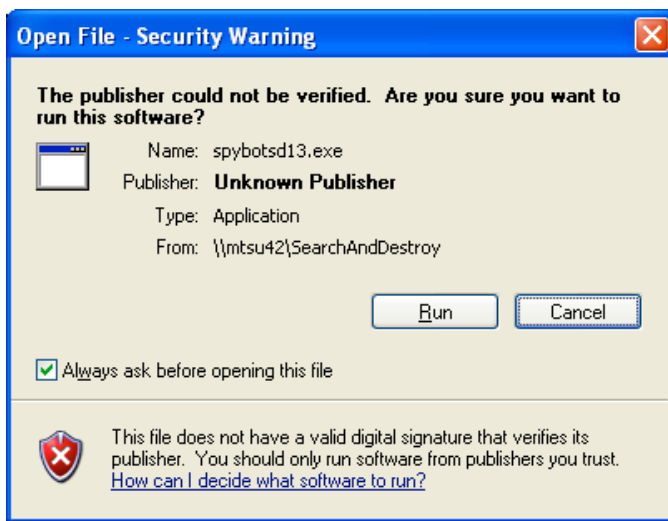 Open File - Security Warning
The publisher could not be verified.  Are you sure you want to
run this software?
Name: spybotsd13.exe
Publisher: Unknown Publisher
Type: Application
From: \\mtsu42\SearchAndDestroy
Run Cancel
Always ask before opening this file
This file does not have a valid digital signature that verifies its
publisher.  You should only run software from publishers you trust.
How can I decide what software to run?